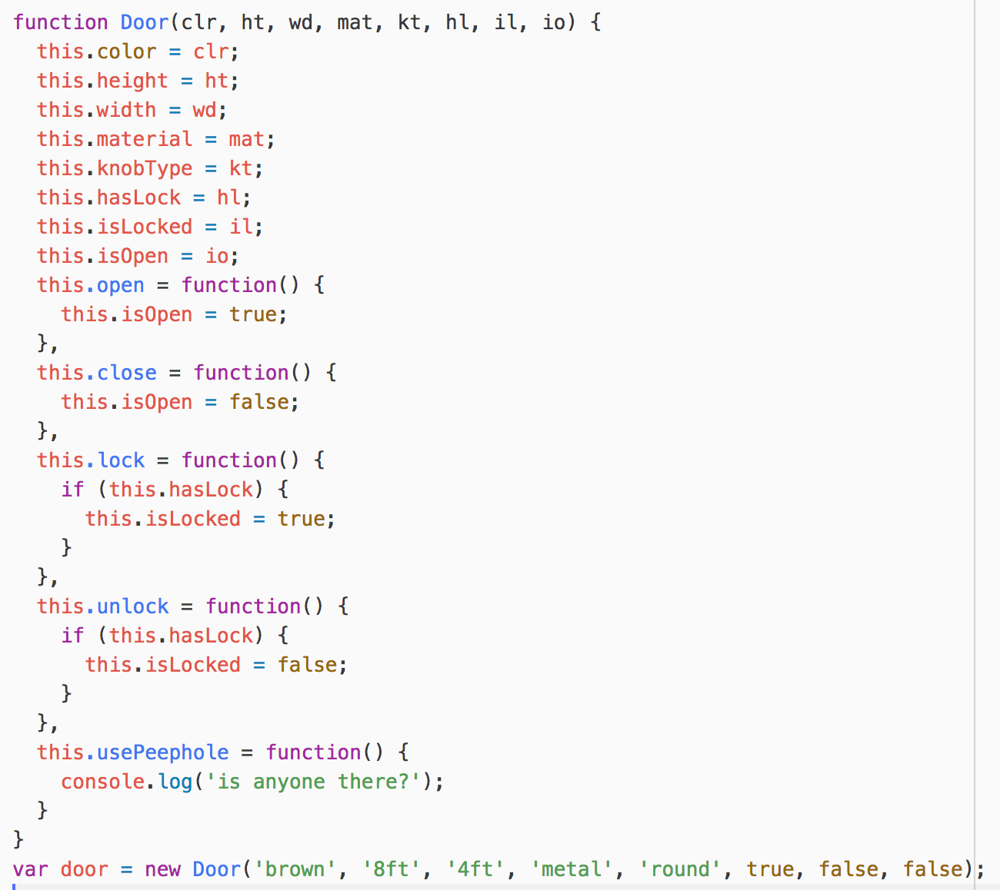 function Door(clr, ht, wd, mat, kt, hl, il, io) {
  this.color = clr;
  this.height = ht;
  this.width = wd;
  this.material = mat;
  this.knobType = kt;
  this.hasLock = hl;
  this.isLocked = il;
  this.isOpen = io;
  this.open = function() {
    this.isOpen = true;
  },
  this.close = function() {
    this.isOpen = false;
  },
  this.lock = function() {
    if (this.hasLock) {
      this.isLocked = true;
    }
  },
  this.unlock = function() {
    if (this.hasLock) {
      this.isLocked = false;
    }
  },
  this.usePeephole = function() {
    console.log('is anyone there?');
  }
}
var door = new Door('brown', '8ft', '4ft', 'metal', 'round', true, false, false);